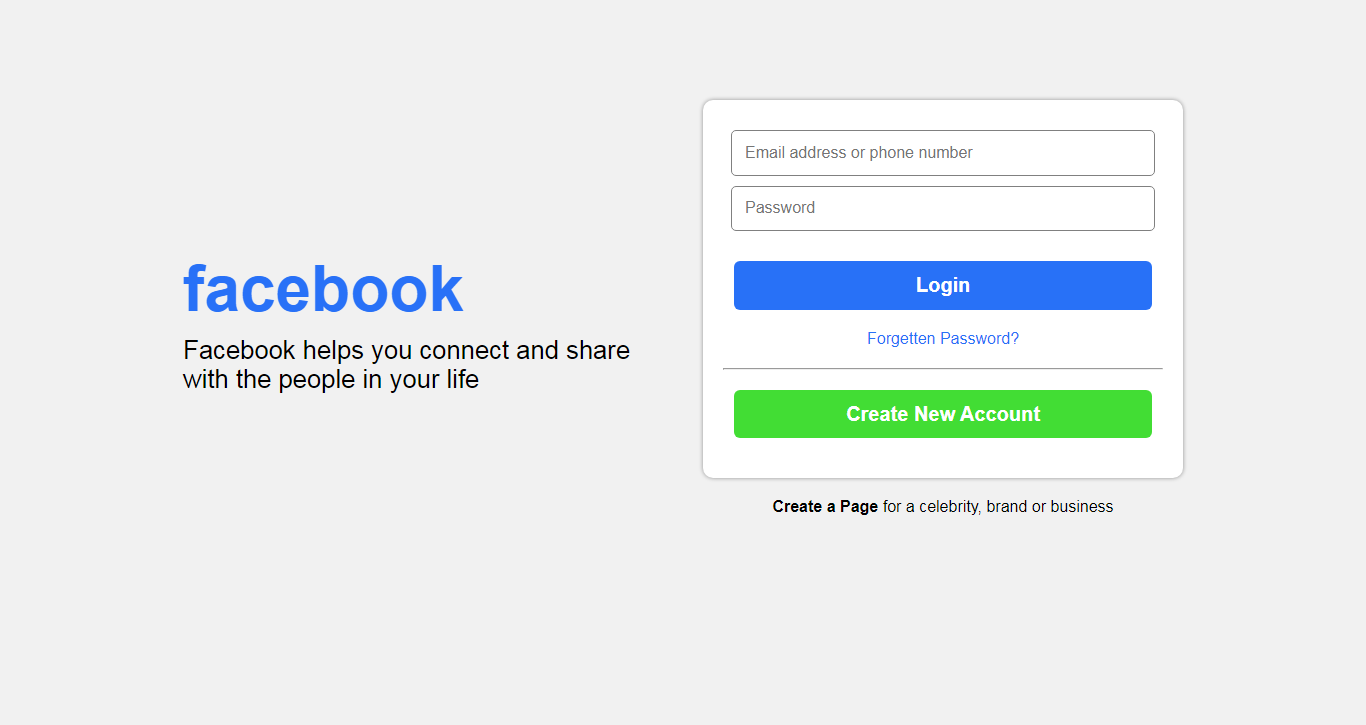 facebook
Facebook helps you connect and share
with the people in your life
Email address or phone number
Password
Login
Forgetten Password?
Create New Account
Create a Page for a celebrity, brand or business